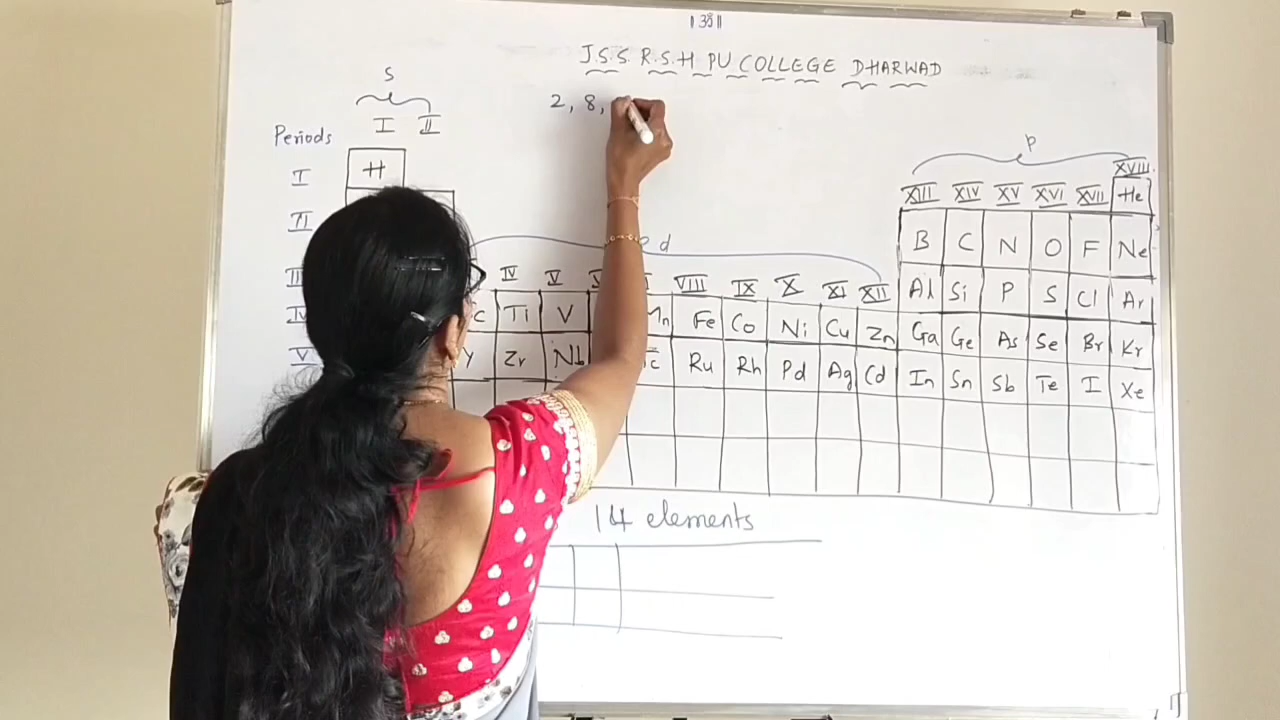 ॥ श्री ॥
J.S.S. R.S.H PU COLLEGE DHARWAD
S
2, 8,
I II
Periods
p
I H
XIII XIV XV XVI XVII XVIII He
II
B C N O F Ne
d
III IV V VIII IX X XI XII Al Si P S Cl Ar
IV Ti V Mn Fe Co Ni Cu Zn Ga Ge As Se Br Kr
V Y Zr Nb Tc Ru Rh Pd Ag Cd In Sn Sb Te I Xe
14 elements